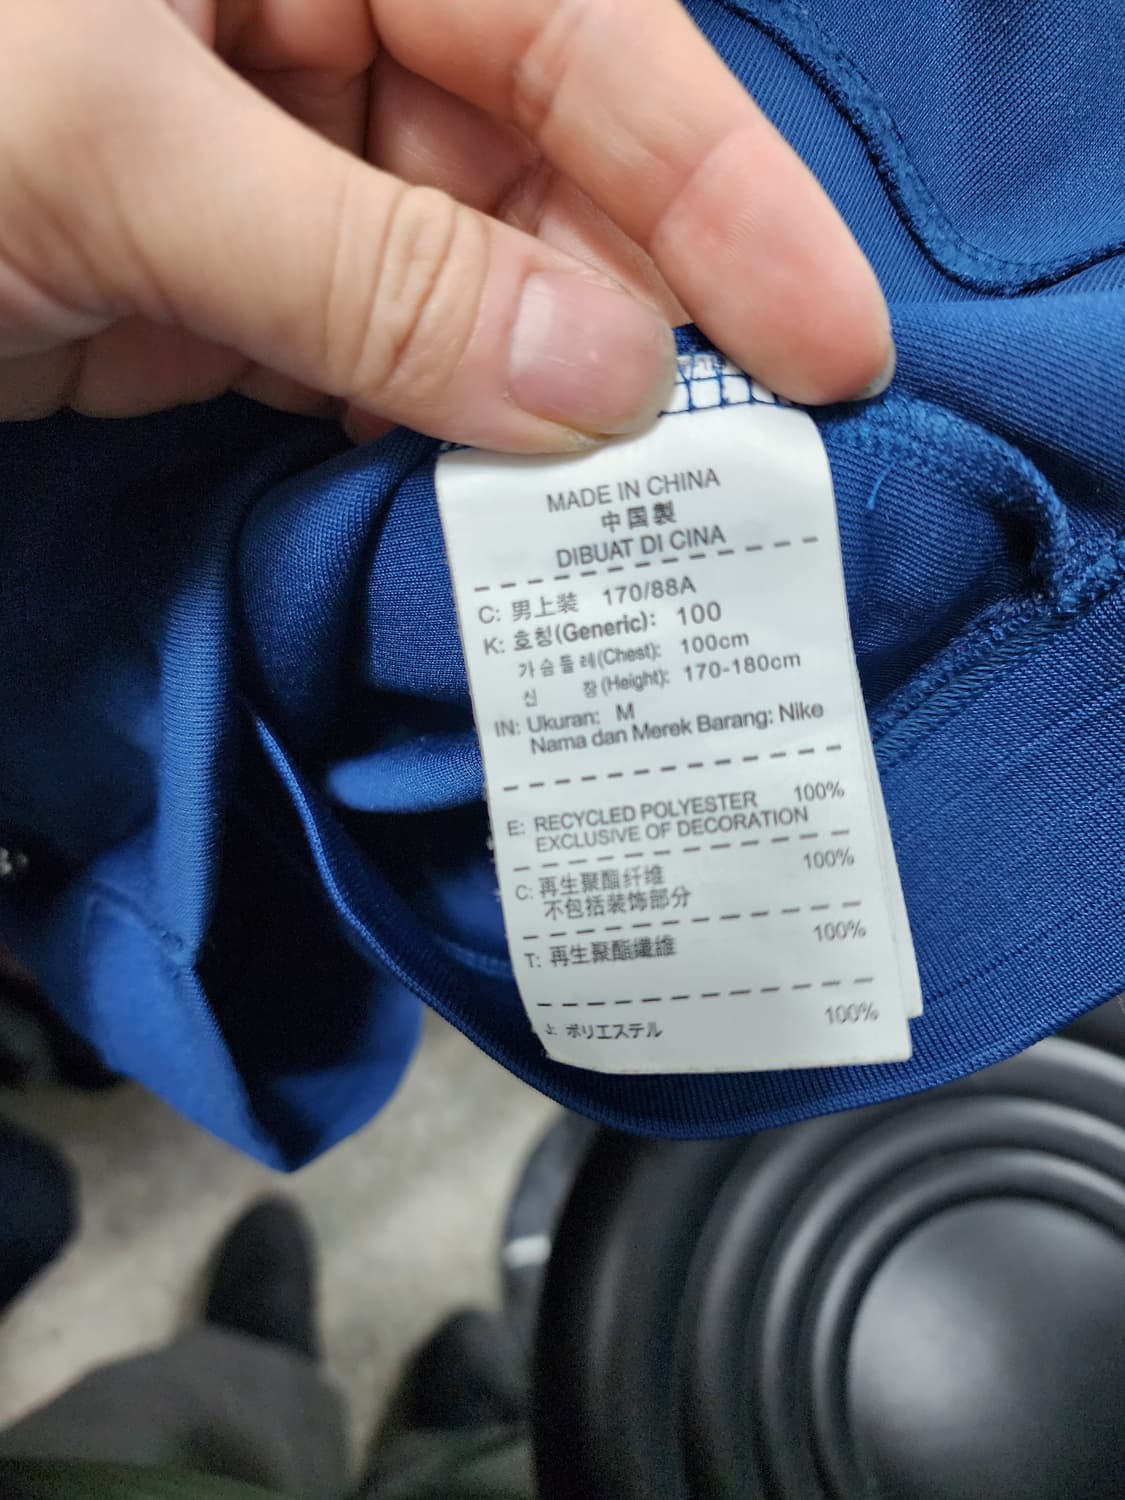 MADE IN CHINA
中国製
DIBUAT DI CINA
C: 男上装 170/88A
K: 호칭(Generic): 100
가슴둘레(Chest): 100cm
신 장(Height): 170-180cm
IN: Ukuran: M
Nama dan Merek Barang: Nike
E: RECYCLED POLYESTER 100%
EXCLUSIVE OF DECORATION
C: 再生聚酯纤维 100%
不包括装饰部分
T: 再生聚酯纖維 100%
J: ポリエステル 100%